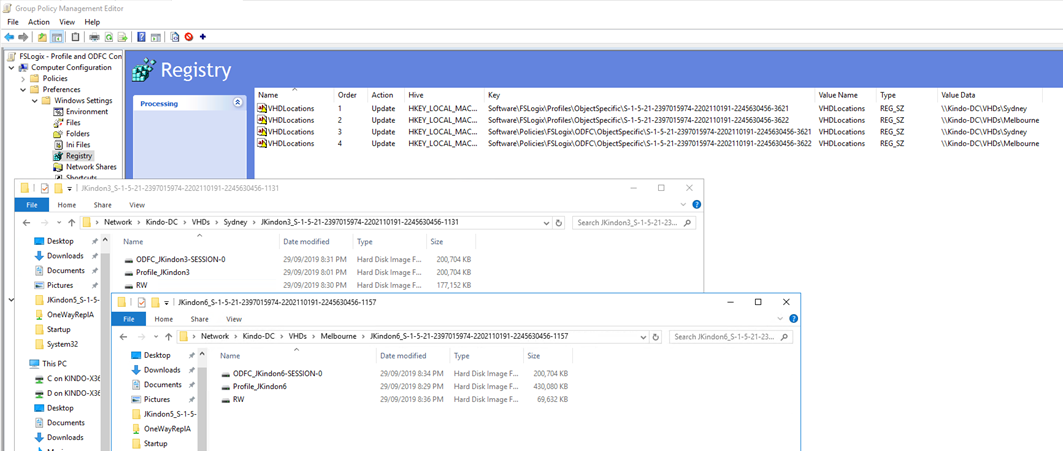 Group Policy Management Editor
File Action View Help
FSLogix - Profile and ODFC Con
Computer Configuration
Policies
Preferences
Windows Settings
Environment
Files
Folders
Ini Files
Registry
Network Shares
Shortcuts
Registry
Processing
Name Order Action Hive Key Value Name Type Value Data
VHDLocations 1 Update HKEY_LOCAL_MAC... Software\FSLogix\Profiles\ObjectSpecific\S-1-5-21-2397015974-2202110191-2245630456-3621 VHDLocations REG_SZ \\Kindo-DC\VHDs\Sydney
VHDLocations 2 Update HKEY_LOCAL_MAC... Software\FSLogix\Profiles\ObjectSpecific\S-1-5-21-2397015974-2202110191-2245630456-3622 VHDLocations REG_SZ \\Kindo-DC\VHDs\Melbourne
VHDLocations 3 Update HKEY_LOCAL_MAC... Software\Policies\FSLogix\ODFC\ObjectSpecific\S-1-5-21-2397015974-2202110191-2245630456-3621 VHDLocations REG_SZ \\Kindo-DC\VHDs\Sydney
VHDLocations 4 Update HKEY_LOCAL_MAC... Software\Policies\FSLogix\ODFC\ObjectSpecific\S-1-5-21-2397015974-2202110191-2245630456-3622 VHDLocations REG_SZ \\Kindo-DC\VHDs\Melbourne
JKindon3_S-1-5-21-2397015974-2202110191-2245630456-1131
File Home Share View
Network > Kindo-DC > VHDs > Sydney > JKindon3_S-1-5-21-2397015974-2202110191-2245630456-1131
Search JKindon3_S-1-5-21-23...
Desktop
Downloads
Documents
Pictures
JKindon5_S-1-5-
OneWayRepIA
Startup
System32
This PC
C on KINDO-X36
D on KINDO-X36
Desktop
Documents
Downloads
Name Date modified Type Size
ODFC_JKindon3-SESSION-0 29/09/2019 8:31 PM Hard Disk Image F... 200,704 KB
Profile_JKindon3 29/09/2019 8:01 PM Hard Disk Image F... 200,704 KB
RW 29/09/2019 8:30 PM Hard Disk Image F... 177,152 KB
JKindon6_S-1-5-21-2397015974-2202110191-2245630456-1157
File Home Share View
Network > Kindo-DC > VHDs > Melbourne > JKindon6_S-1-5-21-2397015974-2202110191-2245630456-1157
Search JKindon6_S-1-5-21-23...
Desktop
Downloads
Documents
Pictures
JKindon5_S-1-5-
OneWayRepIA
Startup
Name Date modified Type Size
ODFC_JKindon6-SESSION-0 29/09/2019 8:34 PM Hard Disk Image F... 200,704 KB
Profile_JKindon6 29/09/2019 8:29 PM Hard Disk Image F... 430,080 KB
RW 29/09/2019 8:36 PM Hard Disk Image F... 69,632 KB